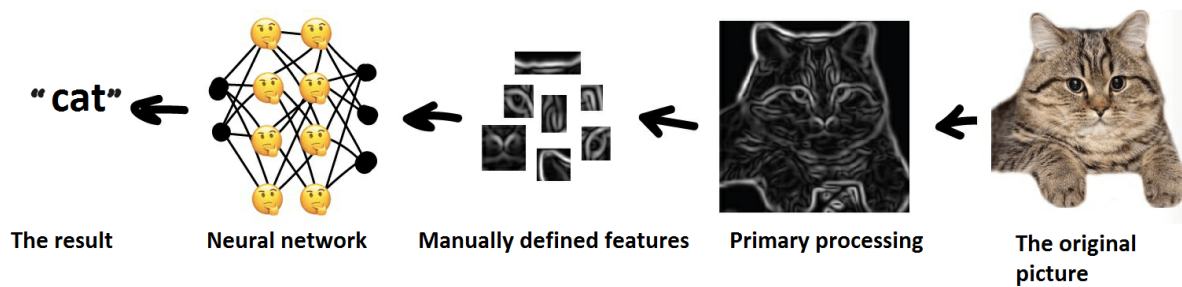 “cat”
The result
Neural network
Manually defined features
Primary processing
The original
picture